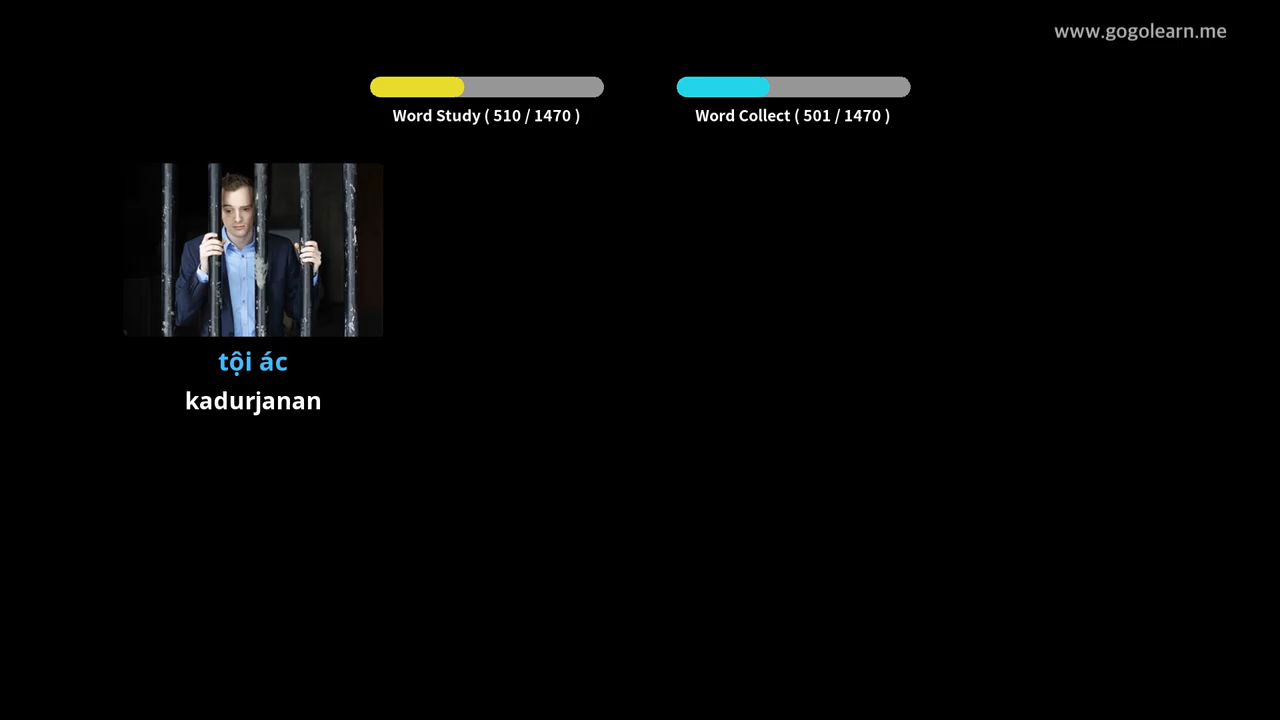 www.gogolearn.me
Word Study ( 510 / 1470 )
Word Collect ( 501 / 1470 )
tội ác
kadurjanan